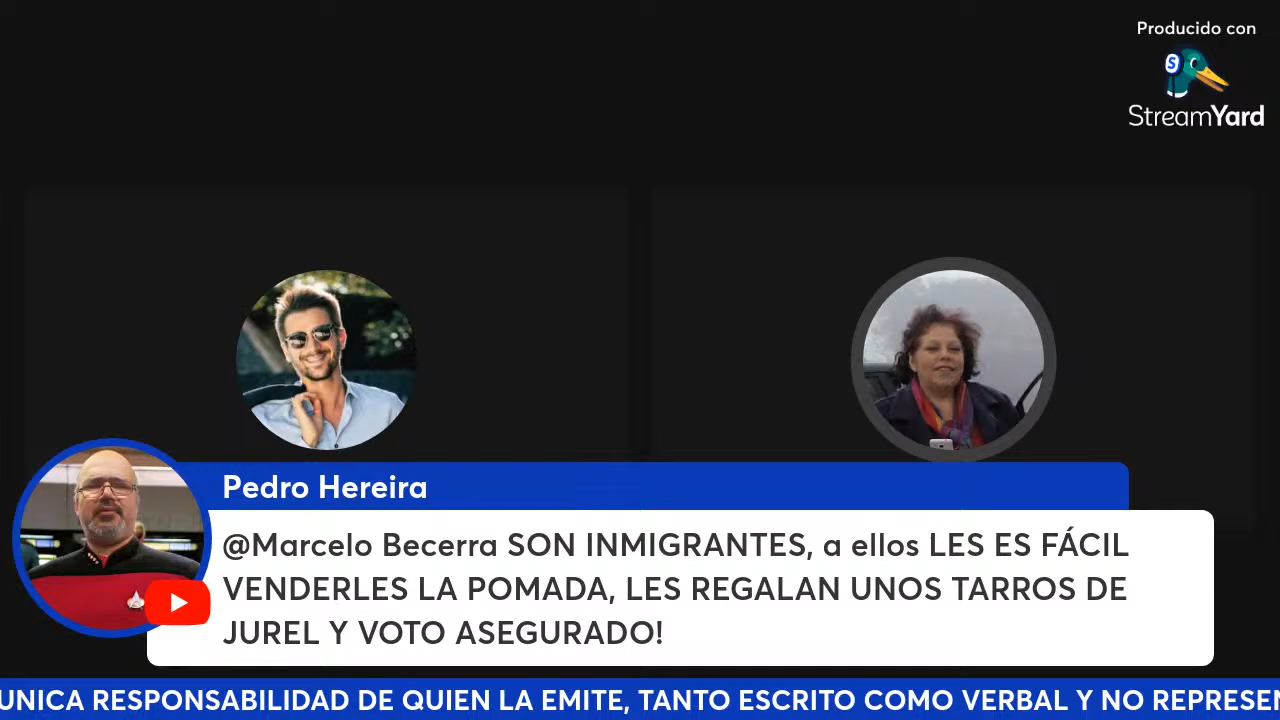 Producido con
StreamYard
Pedro Hereira
@Marcelo Becerra SON INMIGRANTES, a ellos LES ES FÁCIL
VENDERLES LA POMADA, LES REGALAN UNOS TARROS DE
JUREL Y VOTO ASEGURADO!
UNICA RESPONSABILIDAD DE QUIEN LA EMITE, TANTO ESCRITO COMO VERBAL Y NO REPRESEN